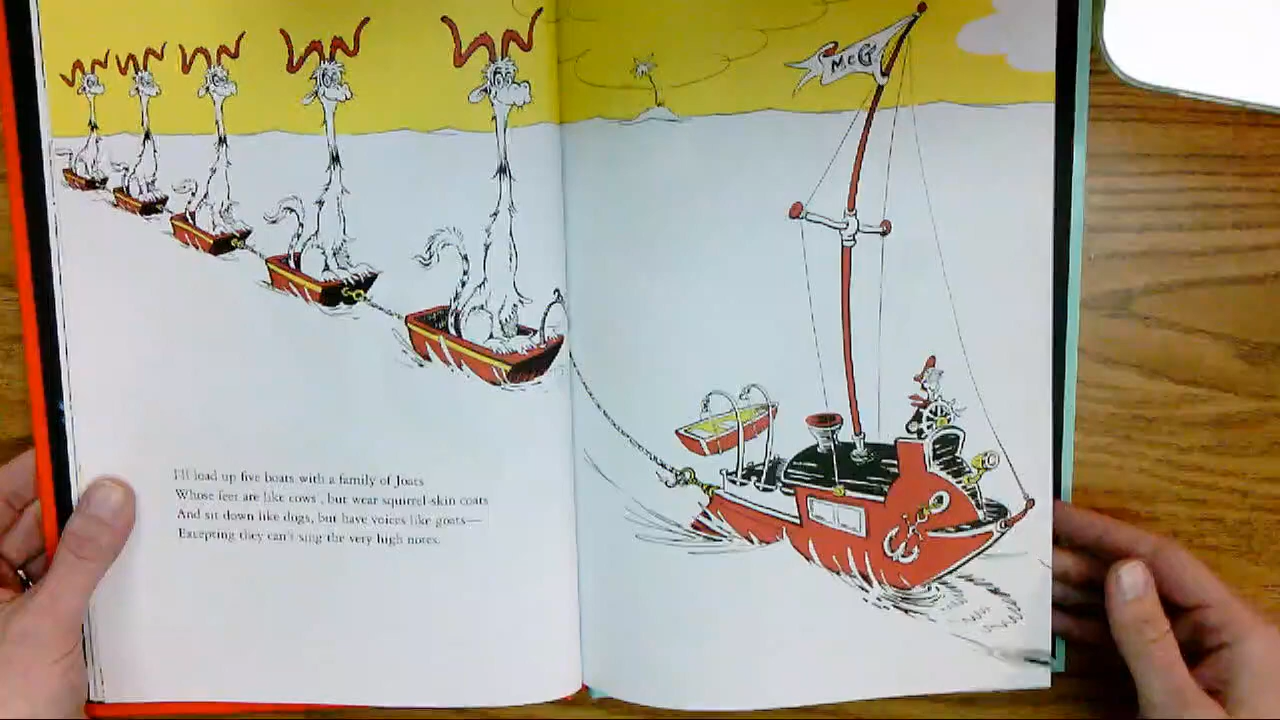 I'll load up five boats with a family of Joats
Whose feet are like cows', but wear squirrel-skin coats
And sit down like dogs, but have voices like goats—
Excepting they can't sing the very high notes.
McG